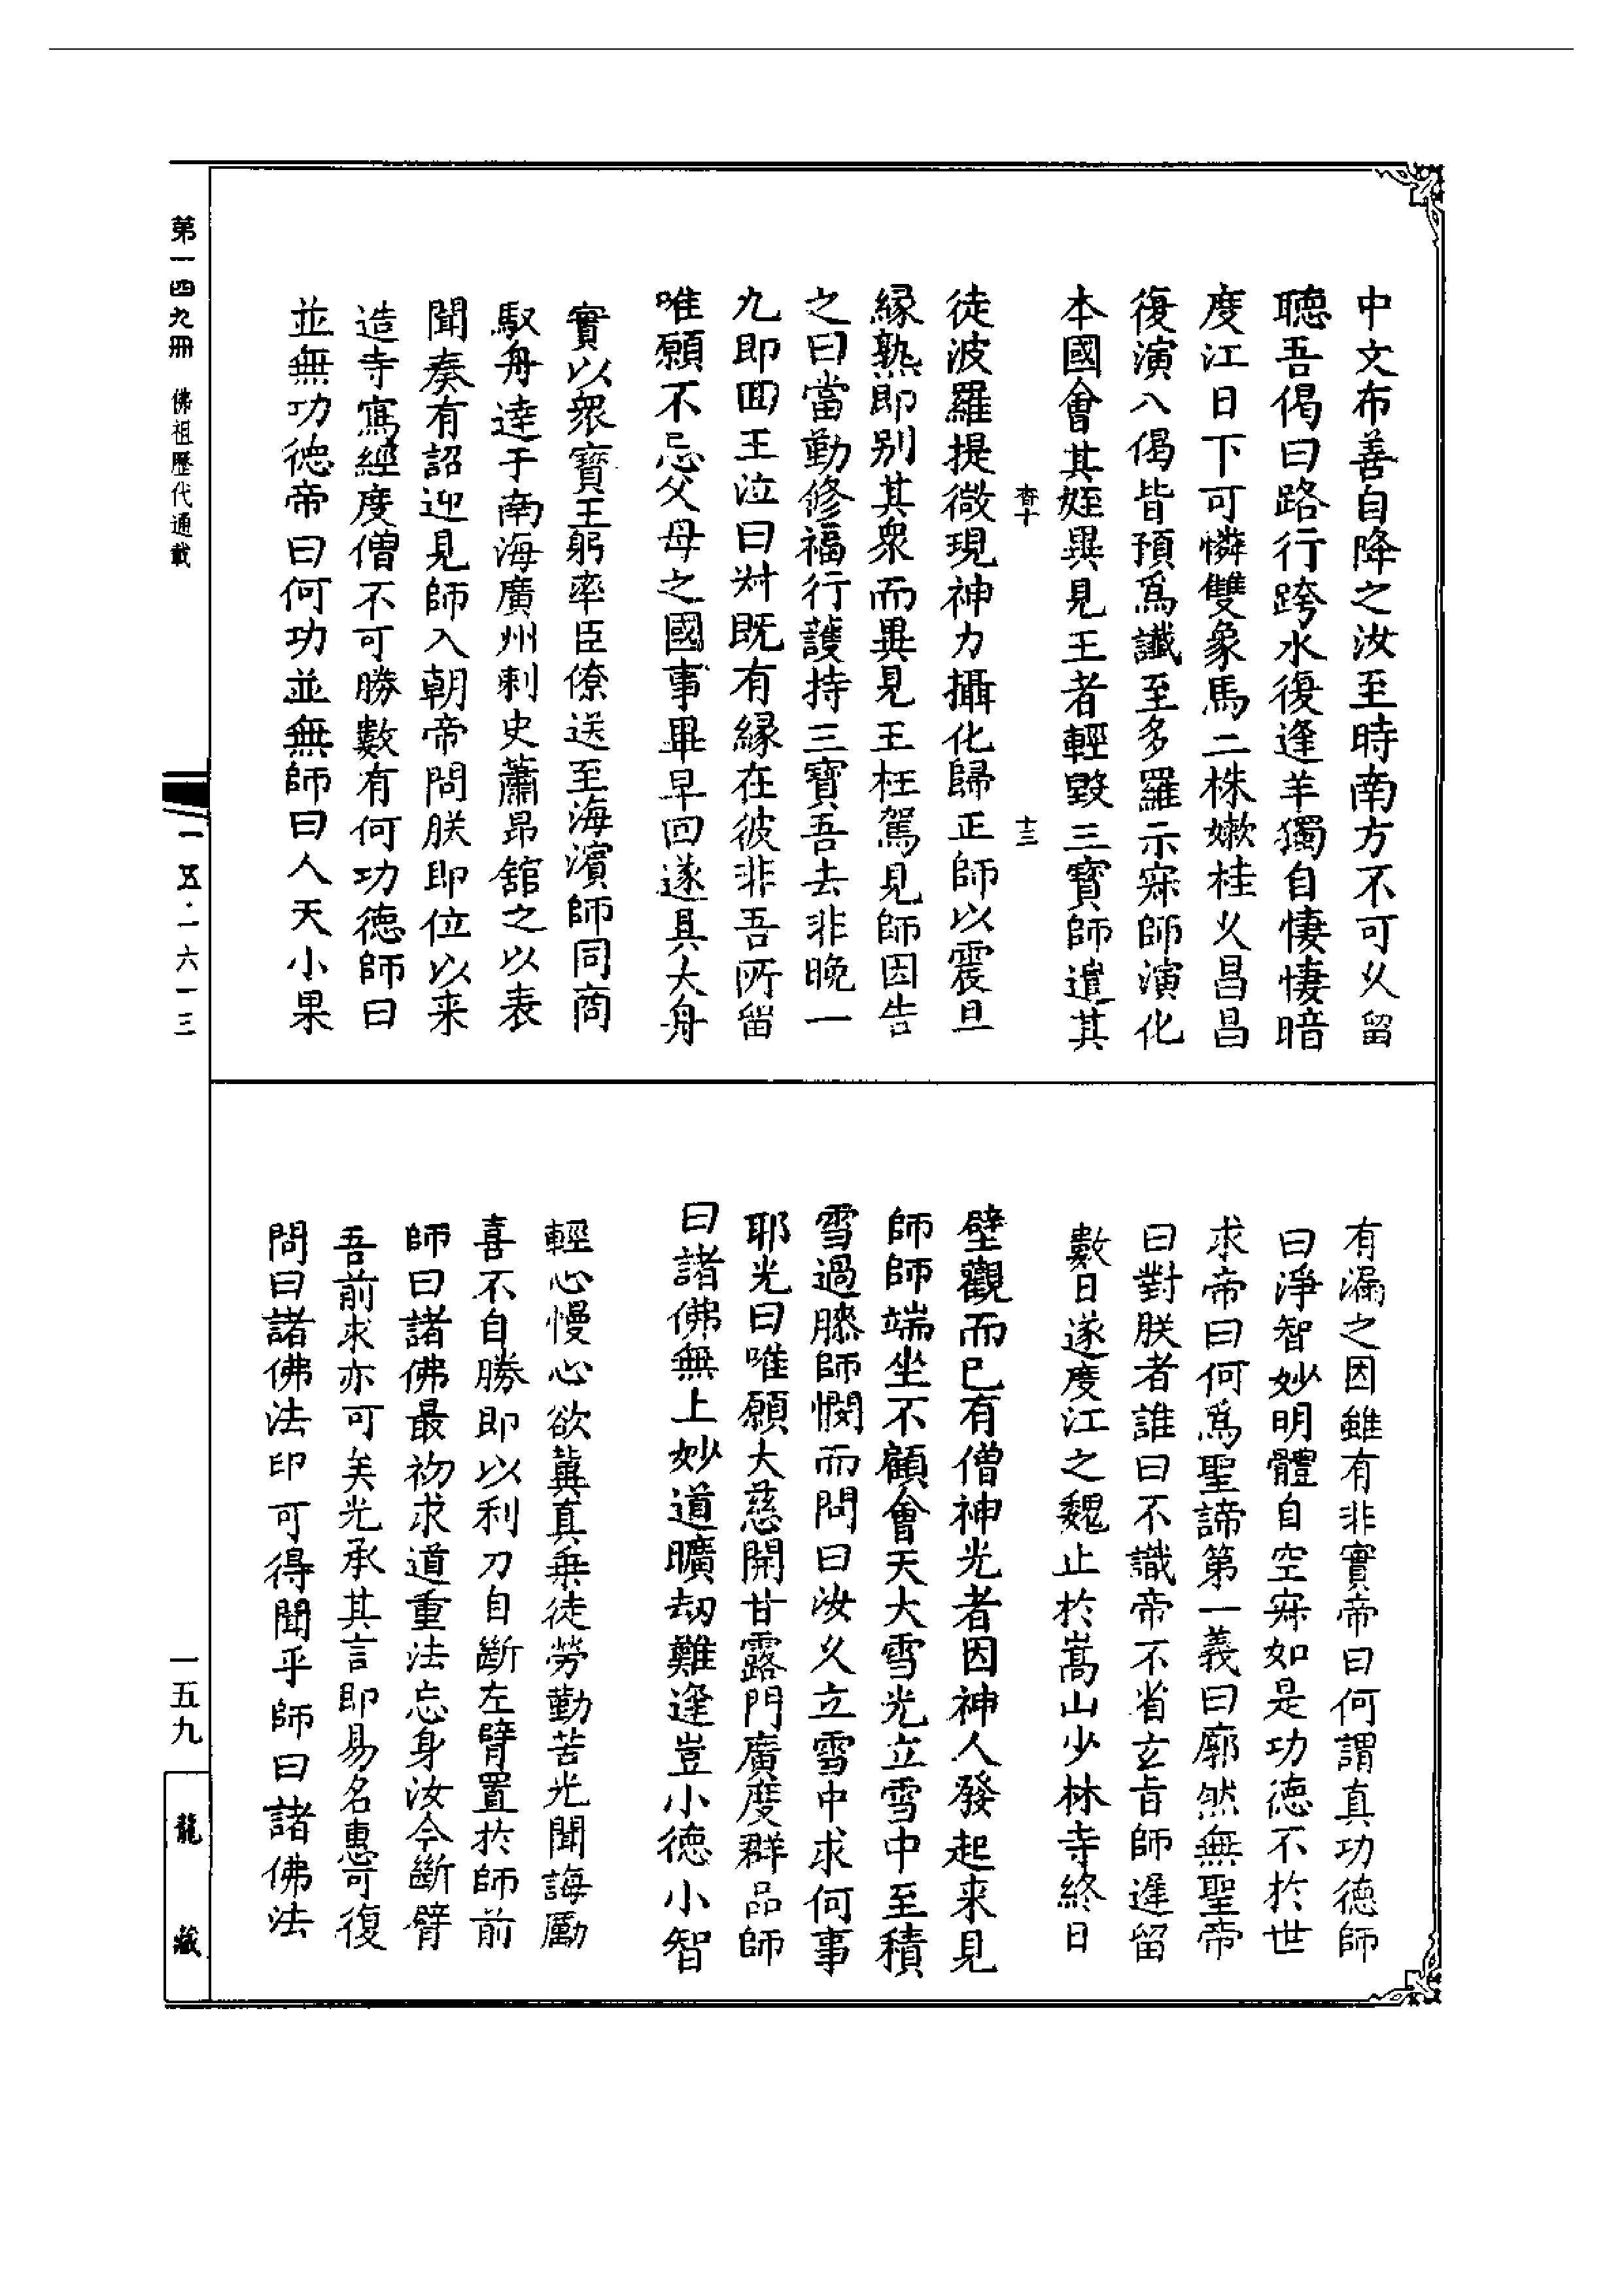 中文布善自降之汝至時南方不可乆留
聽吾偈曰路行跨水復逢羊獨自悽悽暗
度江日下可憐雙象馬二株嫩桂乆昌昌
復演八偈皆預爲讖至多羅示寂師演化
本國會其姪異見王者輕毀三寶師遣其
徒波羅提微現神力攝化歸正師以震旦
縁熟即别其衆而異見王枉駕見師因告
之曰當勤修福行護持三寶吾去非晚一
九即囬王泣曰尗既有縁在彼非吾所留
唯願不忘父母之國事畢早回遂具大舟
實以衆寶王躬率臣僚送至海濵師同商
馭舟達于南海廣州刺史蕭昂舘之以表
聞奏有詔迎見師入朝帝問朕即位以来
造寺寫經度僧不可勝數有何功德師曰
並無功德帝曰何功並無師曰人天小果
有漏之因雖有非實帝曰何謂真功德師
曰淨智妙明體自空寂如是功德不於世
求帝曰何爲聖諦第一義曰廓然無聖帝
曰對朕者誰曰不識帝不省玄旨師遲留
數日遂度江之魏止於嵩山少林寺終日
壁觀而已有僧神光者因神人發起来見
師師端坐不顧會天大雪光立雪中至積
雪過膝師憫而問曰汝乆立雪中求何事
耶光曰唯願大慈開甘露門廣度群品師
曰諸佛無上妙道曠劫難逢豈小德小智
輕心慢心欲冀真乗徒勞勤苦光聞誨勵
喜不自勝即以利刀自斷左臂置於師前
師曰諸佛最初求道重法忘身汝今斷臂
吾前求亦可矣光承其言即易名惠可復
問曰諸佛法印可得聞乎師曰諸佛法
十三
第一四九冊 佛祖歷代通載
一五·一六一三
一五九
龍藏